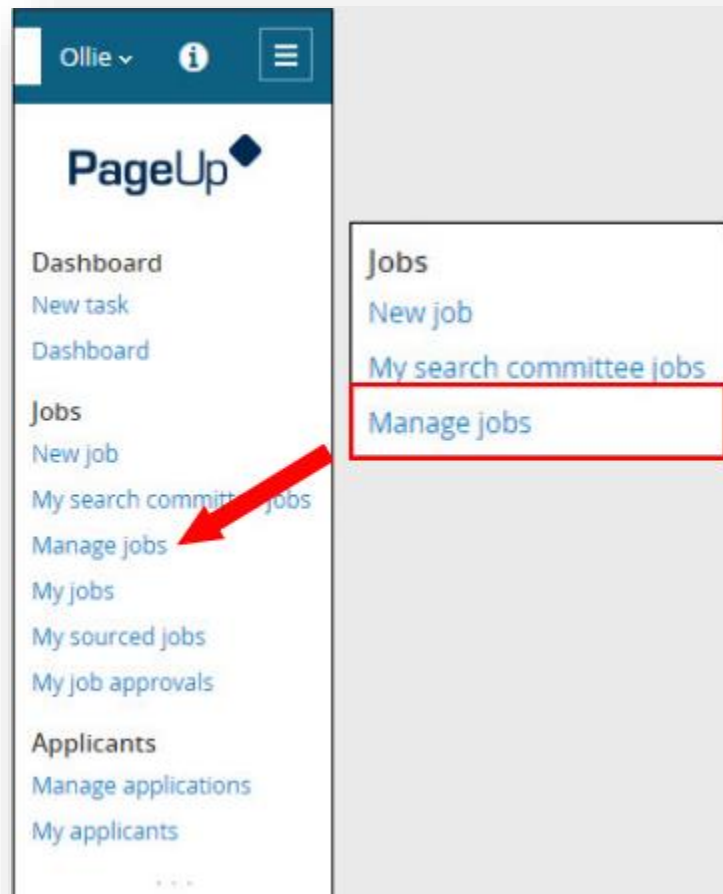 Ollie
PageUp
Dashboard
New task
Dashboard
Jobs
New job
My search committee jobs
Manage jobs
My jobs
My sourced jobs
My job approvals
Applicants
Manage applications
My applicants
...
Jobs
New job
My search committee jobs
Manage jobs